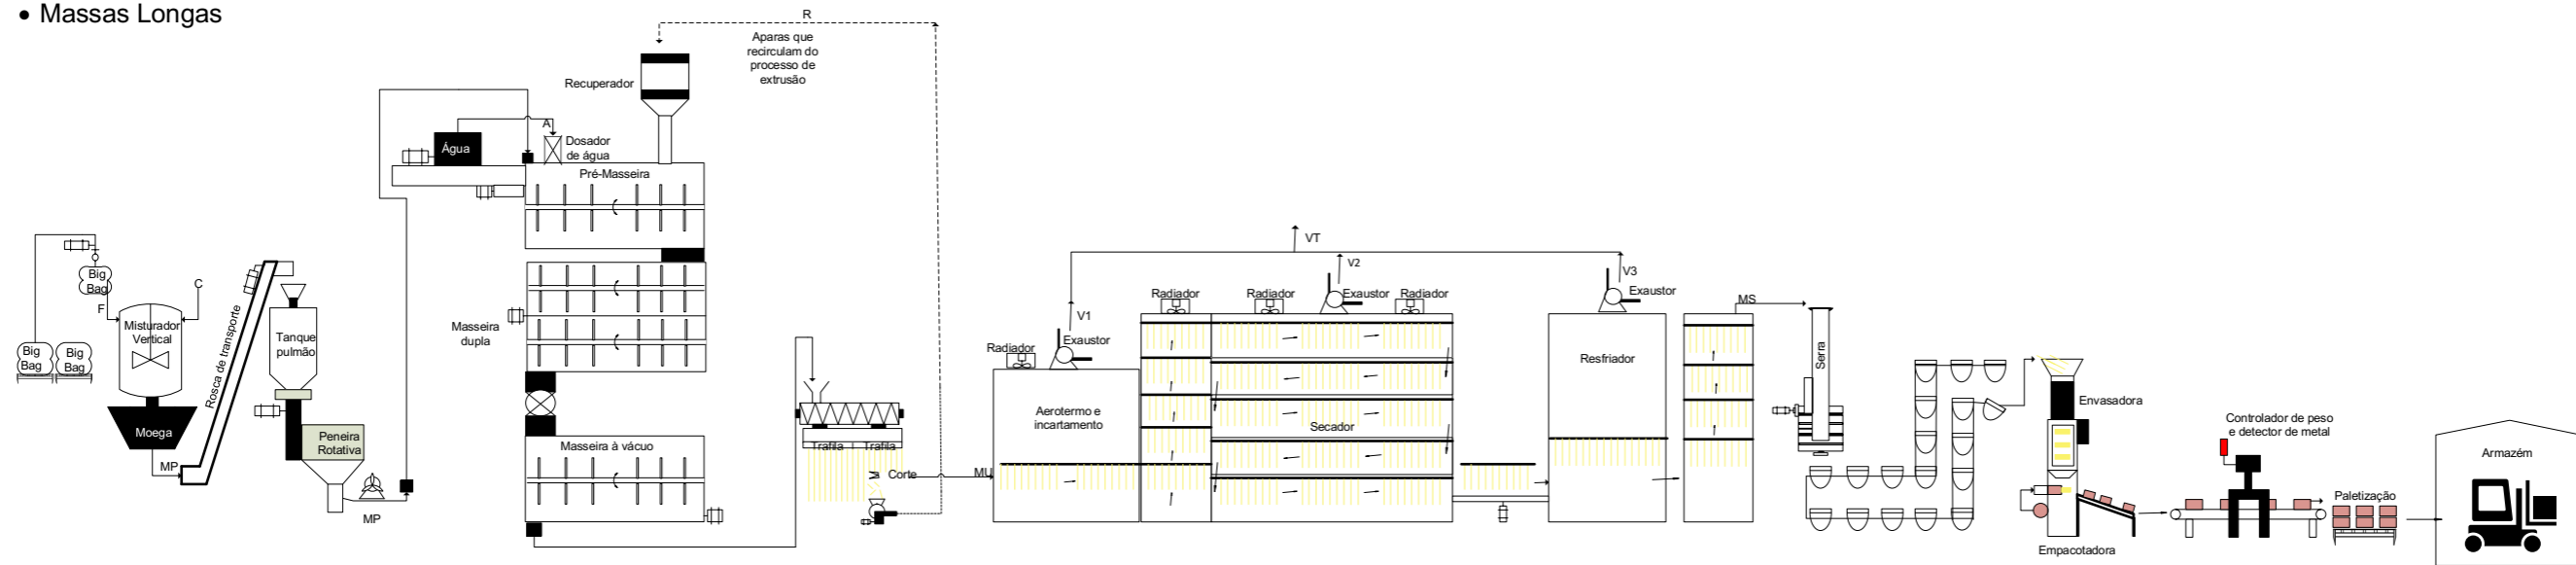 • Massas Longas
R
Aparas que
recirculam do
processo de
extrusão
Recuperador
A
Água
Dosador
de água
Pré-Masseira
Big
Bag
F
C
Misturador
Vertical
Big
Bag
Big
Bag
Moega
MP
Rosca de transporte
Tanque
pulmão
Peneira
Rotativa
MP
Masseira
dupla
Masseira à vácuo
Trafila
Trafila
Corte
MU
Radiador
V1
Exaustor
Aerotermo e
incartamento
VT
Radiador
Radiador
V2
Exaustor
Radiador
Secador
V3
Exaustor
Resfriador
MS
Serra
Envasadora
Empacotadora
Controlador de peso
e detector de metal
Paletização
Armazém